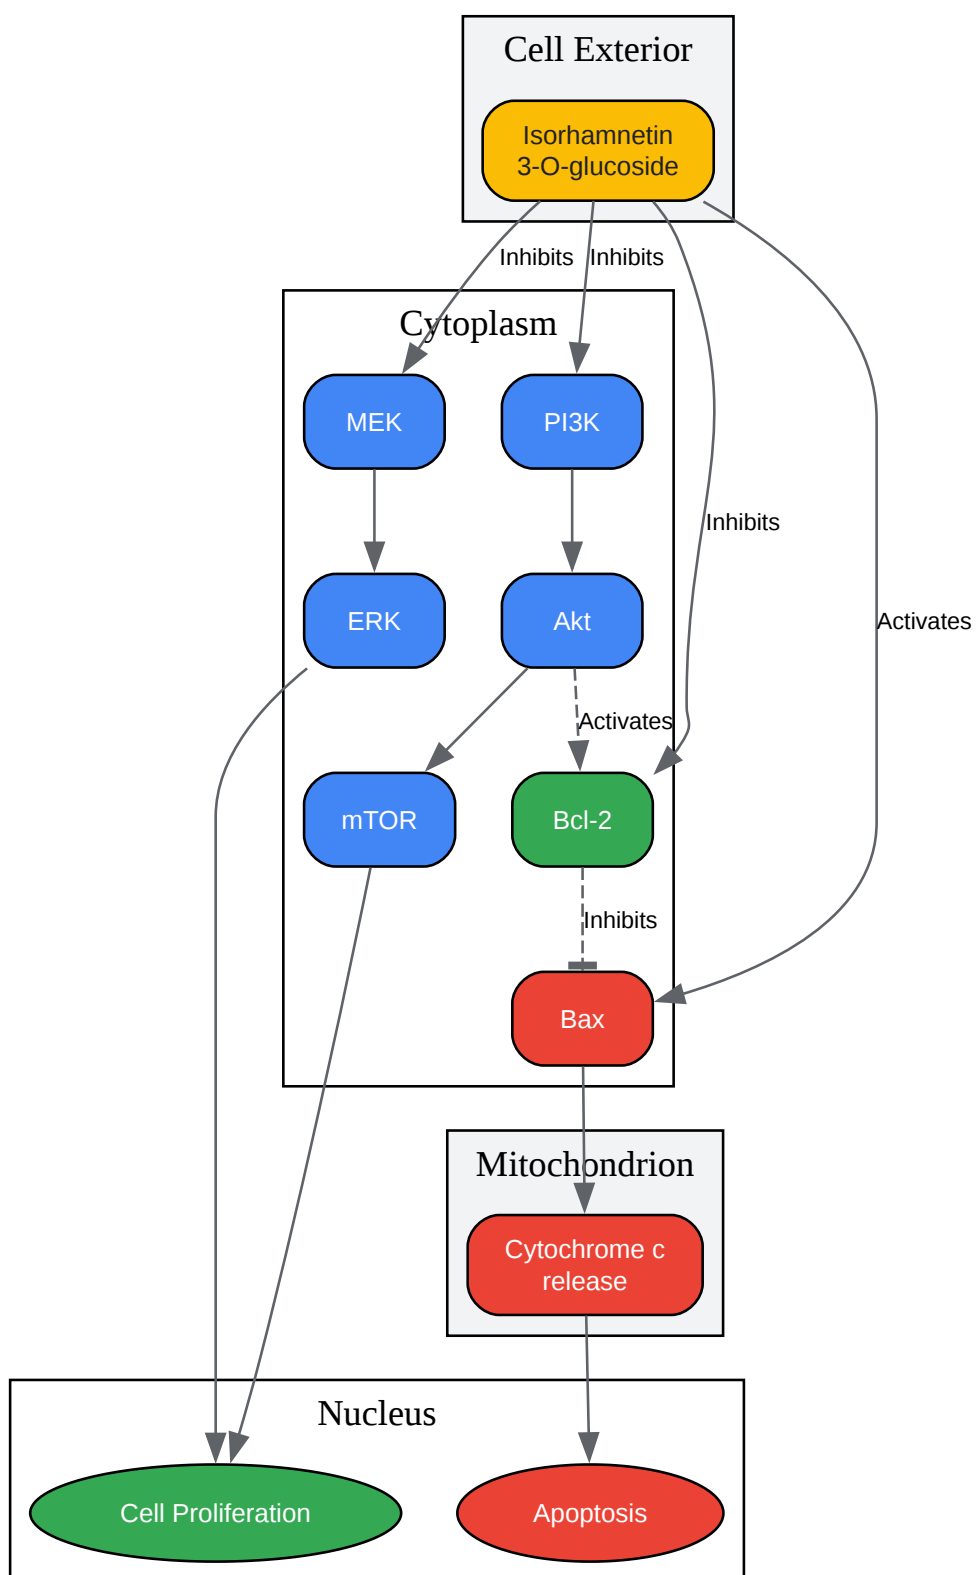 Cell Exterior
Isorhamnetin
3-O-glucoside
Inhibits
Inhibits
Cytoplasm
MEK
PI3K
Inhibits
ERK
Akt
Activates
Activates
mTOR
Bcl-2
Inhibits
Bax
Mitochondrion
Cytochrome c
release
Nucleus
Cell Proliferation
Apoptosis